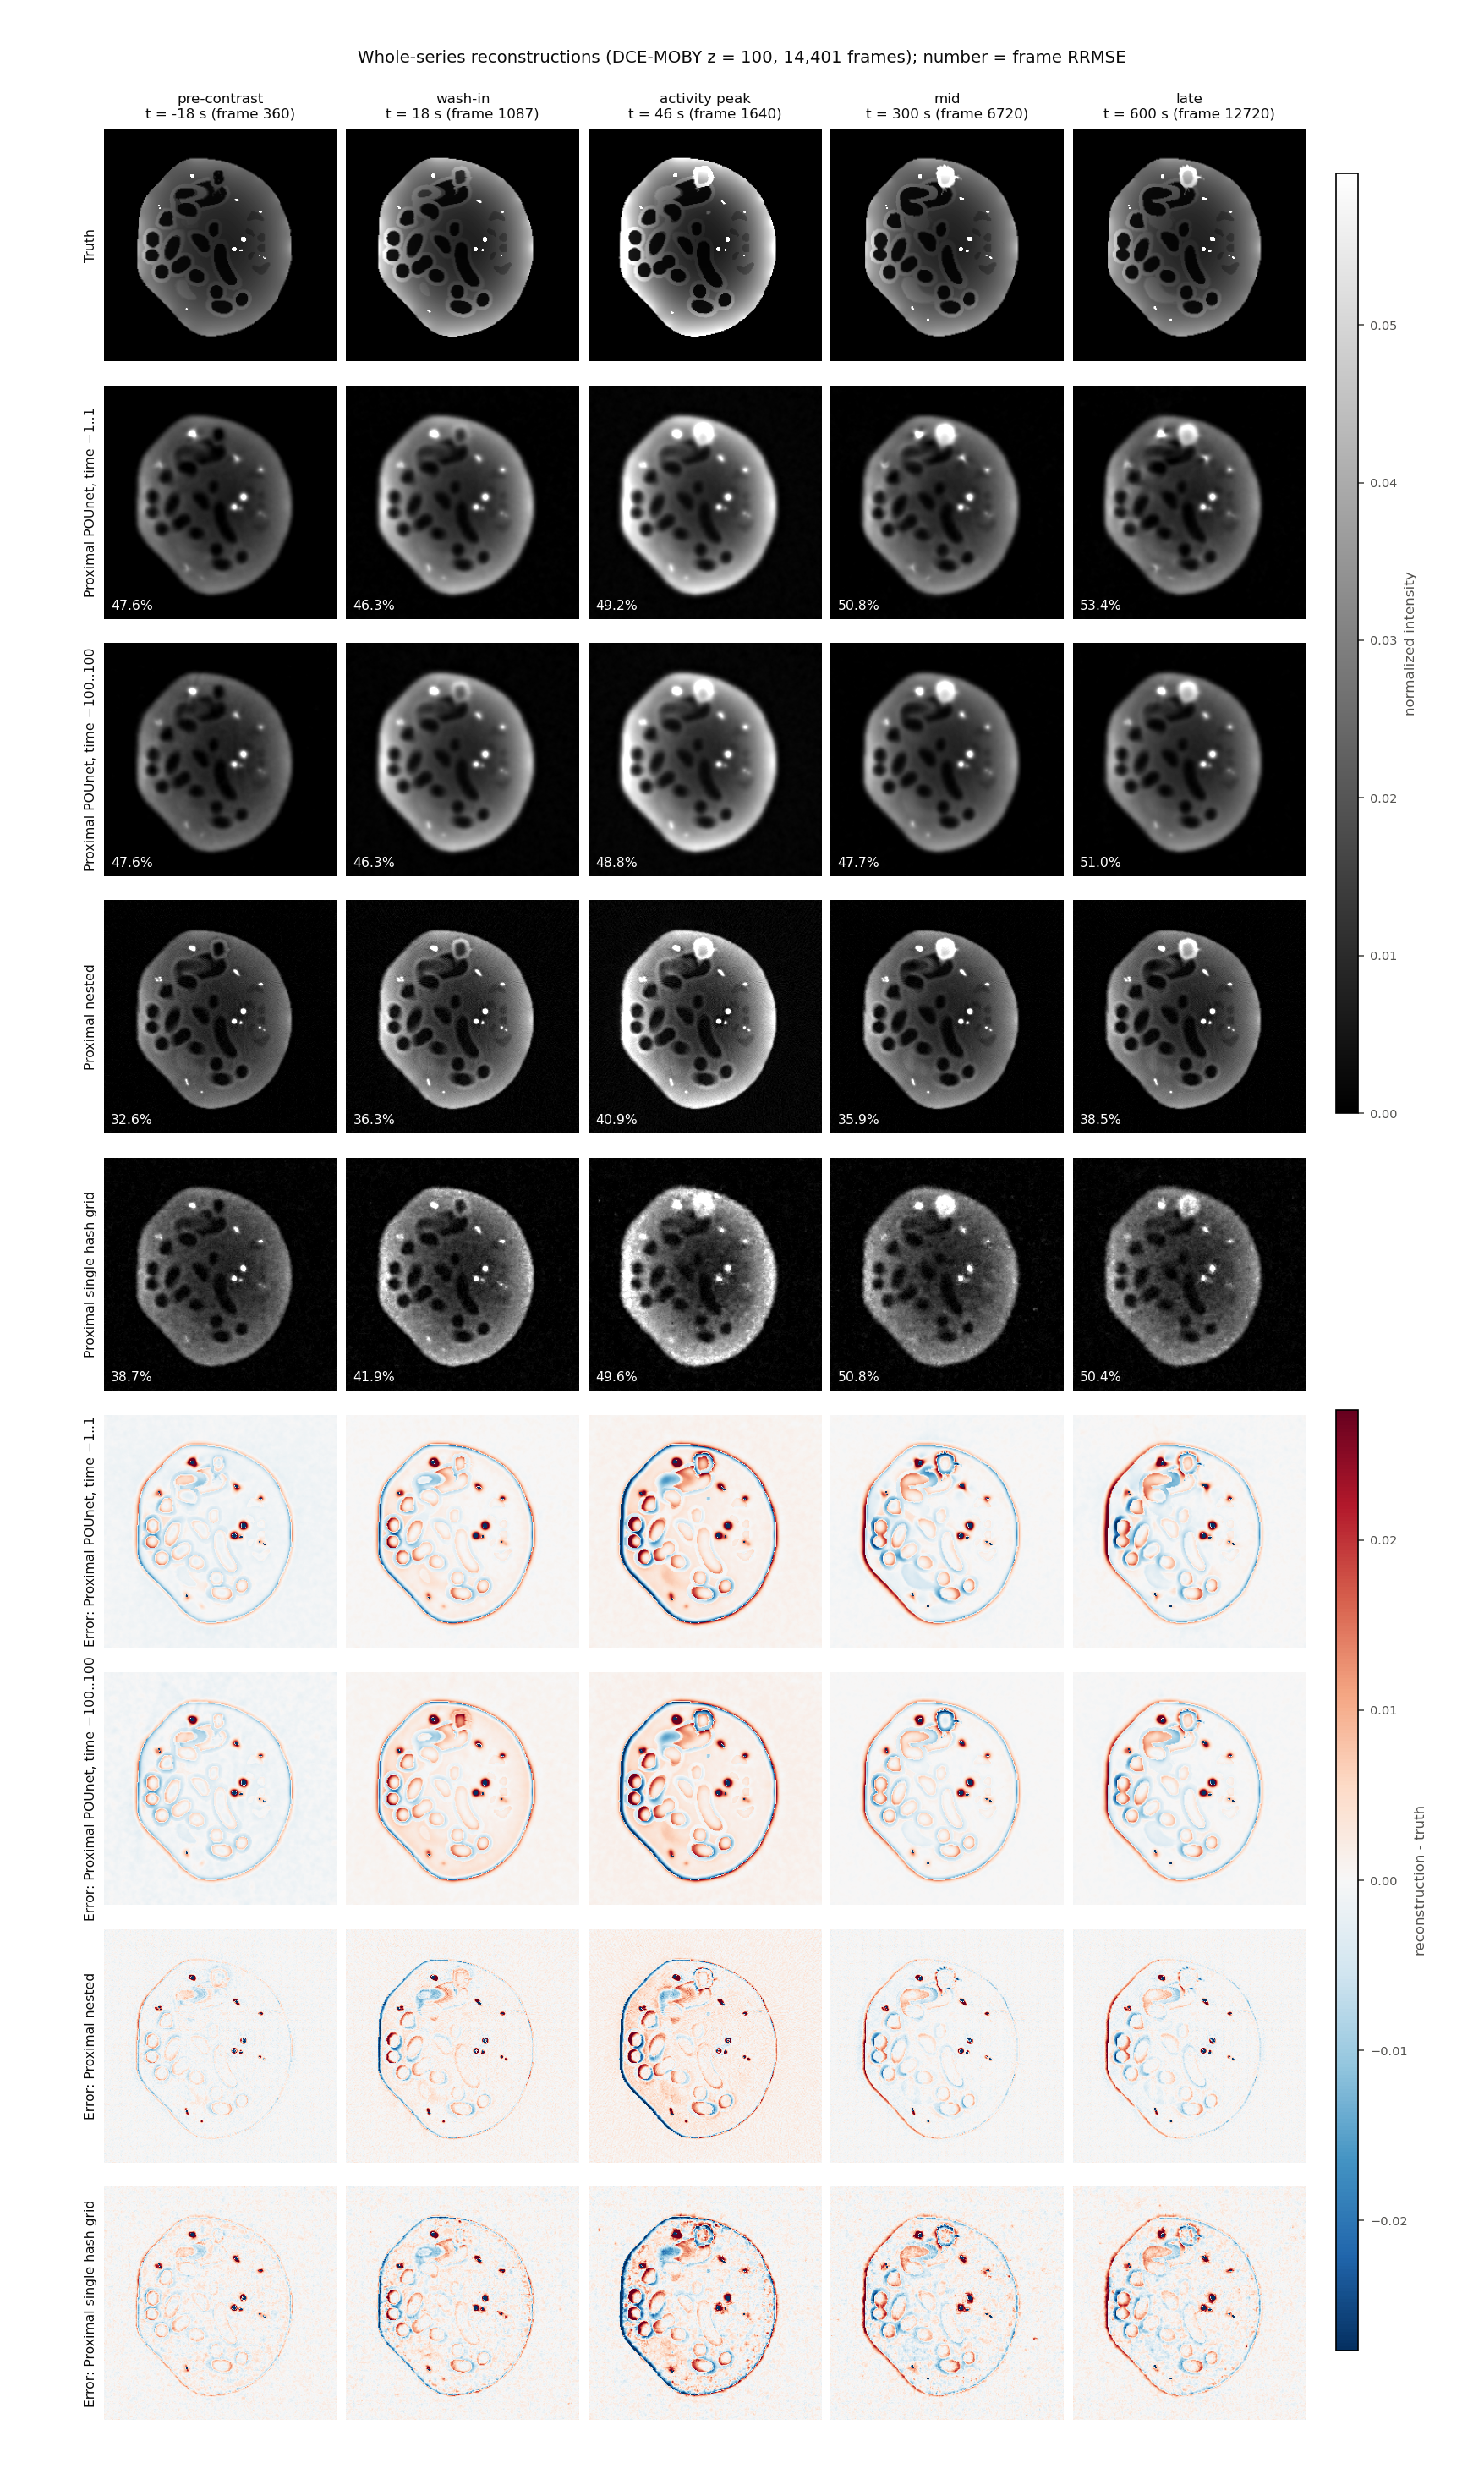 Whole-series reconstructions (DCE-MOBY z = 100, 14,401 frames); number = frame RRMSE
pre-contrast
t = -18 s (frame 360)
wash-in
t = 18 s (frame 1087)
activity peak
t = 46 s (frame 1640)
mid
t = 300 s (frame 6720)
late
t = 600 s (frame 12720)
Truth
Proximal POUnet, time −1..1
47.6%
46.3%
49.2%
50.8%
53.4%
Proximal POUnet, time −100..100
47.6%
46.3%
48.8%
47.7%
51.0%
Proximal nested
32.6%
36.3%
40.9%
35.9%
38.5%
Proximal single hash grid
38.7%
41.9%
49.6%
50.8%
50.4%
0.05
0.04
0.03
0.02
0.01
0.00
normalized intensity
Error: Proximal POUnet, time −1..1
Error: Proximal POUnet, time −100..100
Error: Proximal nested
Error: Proximal single hash grid
0.02
0.01
0.00
−0.01
−0.02
reconstruction - truth